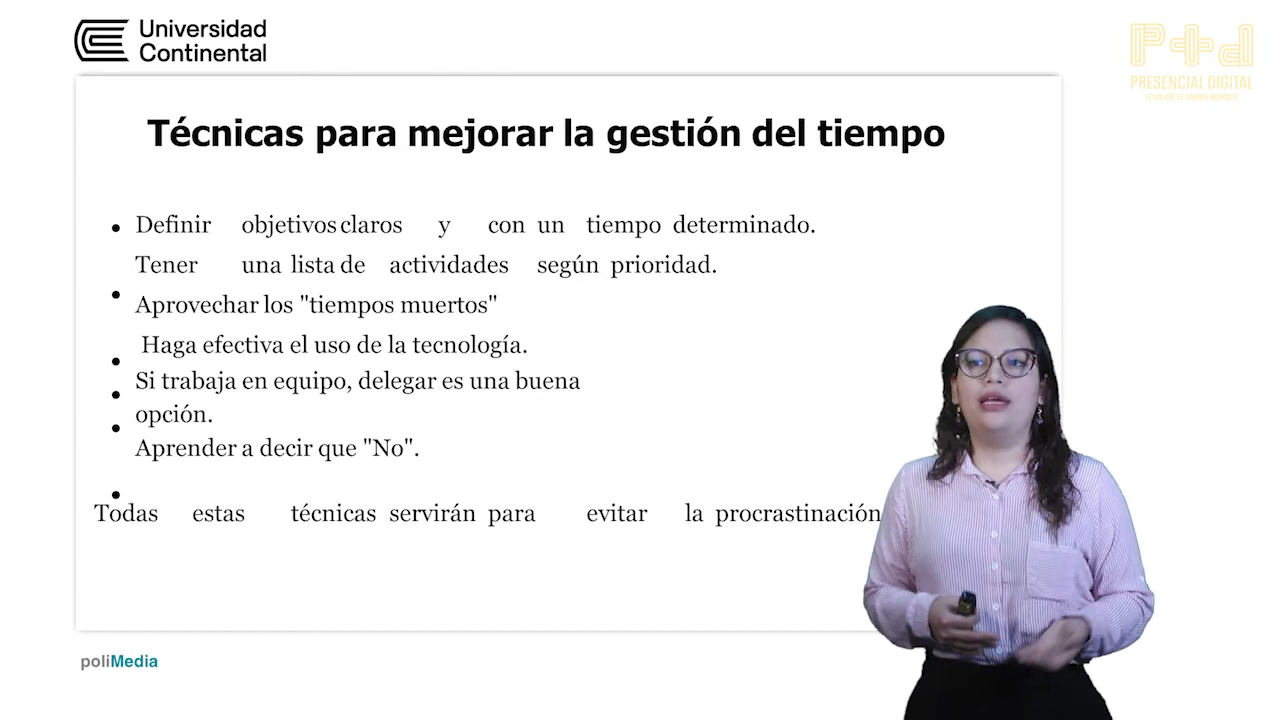 Universidad
Continental
P+d
PRESENCIAL DIGITAL
Técnicas para mejorar la gestión del tiempo
• Definir objetivos claros y con un tiempo determinado.
Tener una lista de actividades según prioridad.
• Aprovechar los "tiempos muertos"
Haga efectiva el uso de la tecnología.
• Si trabaja en equipo, delegar es una buena
• opción.
• Aprender a decir que "No".
• Todas estas técnicas servirán para evitar la procrastinación
poliMedia